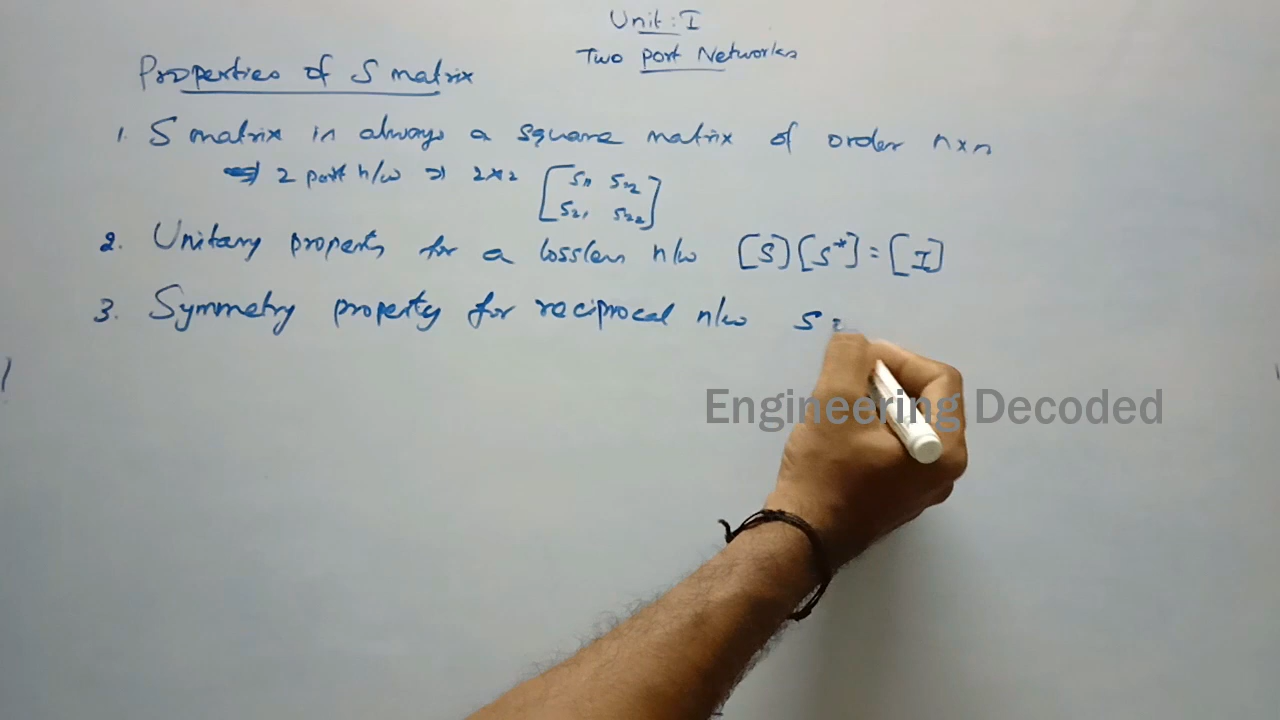 Unit: I
Two port Networks
Properties of S matrix
1. S matrix is always a square matrix of order n×n
⇒ 2 port n/w ⇒ 2×2 [S11 S12
S21 S22]
2. Unitary property for a lossless n/w [S][S*] = [I]
3. Symmetry property for reciprocal n/w S
Engineering Decoded